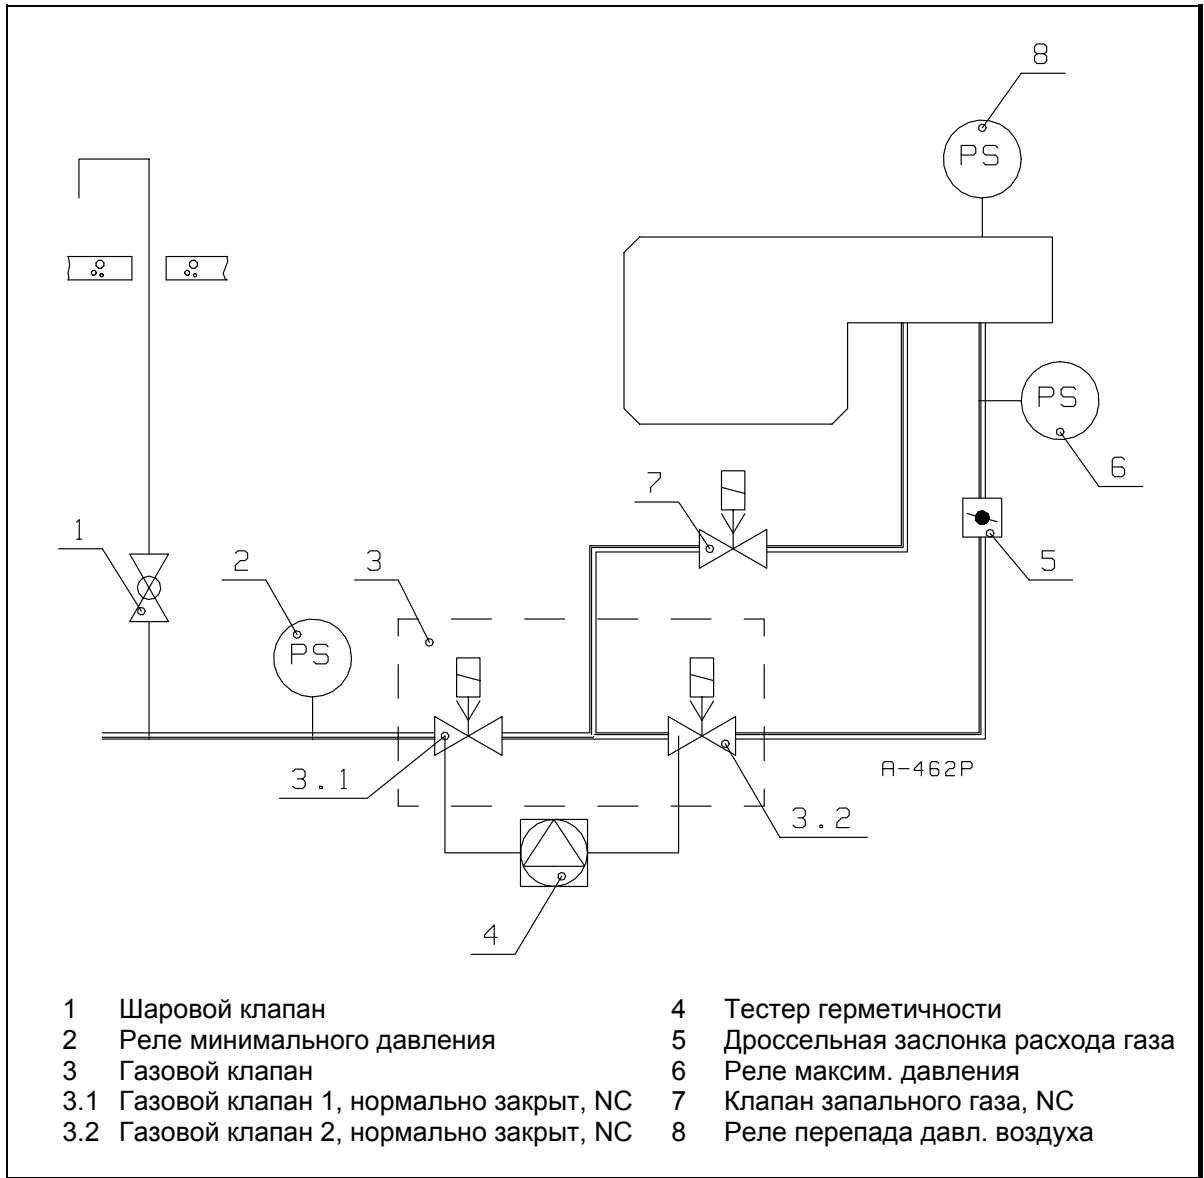 8
PS
PS
6
7
1
2
3
5
PS
3.1
A-462P
3.2
4
1 Шаровой клапан
2 Реле минимального давления
3 Газовой клапан
3.1 Газовой клапан 1, нормально закрыт, NC
3.2 Газовой клапан 2, нормально закрыт, NC
4 Тестер герметичности
5 Дроссельная заслонка расхода газа
6 Реле максим. давления
7 Клапан запального газа, NC
8 Реле перепада давл. воздуха